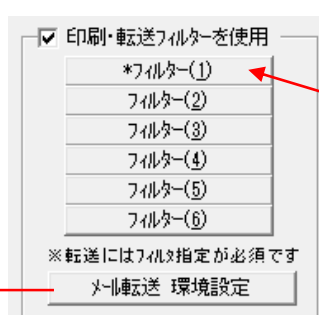 印刷・転送ﾌｨﾙﾀｰを使用
*ﾌｨﾙﾀｰ(1)
ﾌｨﾙﾀｰ(2)
ﾌｨﾙﾀｰ(3)
ﾌｨﾙﾀｰ(4)
ﾌｨﾙﾀｰ(5)
ﾌｨﾙﾀｰ(6)
※転送にはﾌｨﾙﾀ指定が必須です
ﾒｰﾙ転送 環境設定